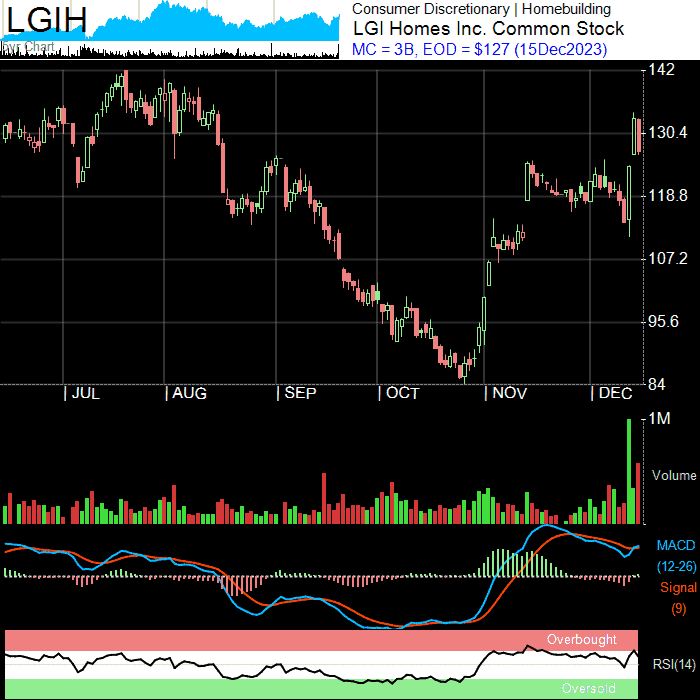 LGIH
5yr Chart
Consumer Discretionary | Homebuilding
LGI Homes Inc. Common Stock
MC = 3B, EOD = $127 (15Dec2023)
142
130.4
118.8
107.2
95.6
84
| JUL | AUG | SEP | OCT | NOV | DEC
1M
Volume
MACD
(12-26)
Signal
(9)
Overbought
RSI(14)
Oversold